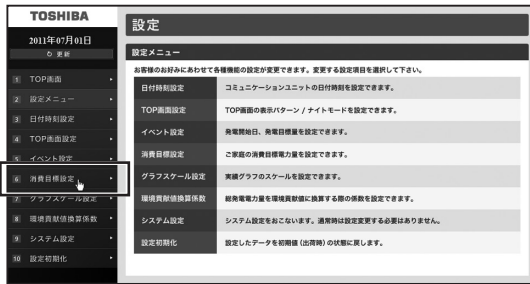 TOSHIBA
2011年07月01日
更新
1 TOP画面
2 設定メニュー
3 日付時刻設定
4 TOP画面設定
5 イベント設定
6 消費目標設定
7 グラフスケール設定
8 環境貢献値換算係数
9 システム設定
10 設定初期化
設定
設定メニュー
お客様のお好みにあわせて各種機能の設定が変更できます。変更する設定項目を選択して下さい。
日付時刻設定 コミュニケーションユニットの日付時刻を設定できます。
TOP画面設定 TOP画面の表示パターン / ナイトモードを設定できます。
イベント設定 発電開始日、発電目標量を設定できます。
消費目標設定 ご家庭の消費目標電力量を設定できます。
グラフスケール設定 実績グラフのスケールを設定できます。
環境貢献値換算係数 総発電電力量を環境貢献値に換算する際の係数を設定できます。
システム設定 システム設定をおこないます。通常時は設定変更する必要はありません。
設定初期化 設定したデータを初期値(出荷時)の状態に戻します。